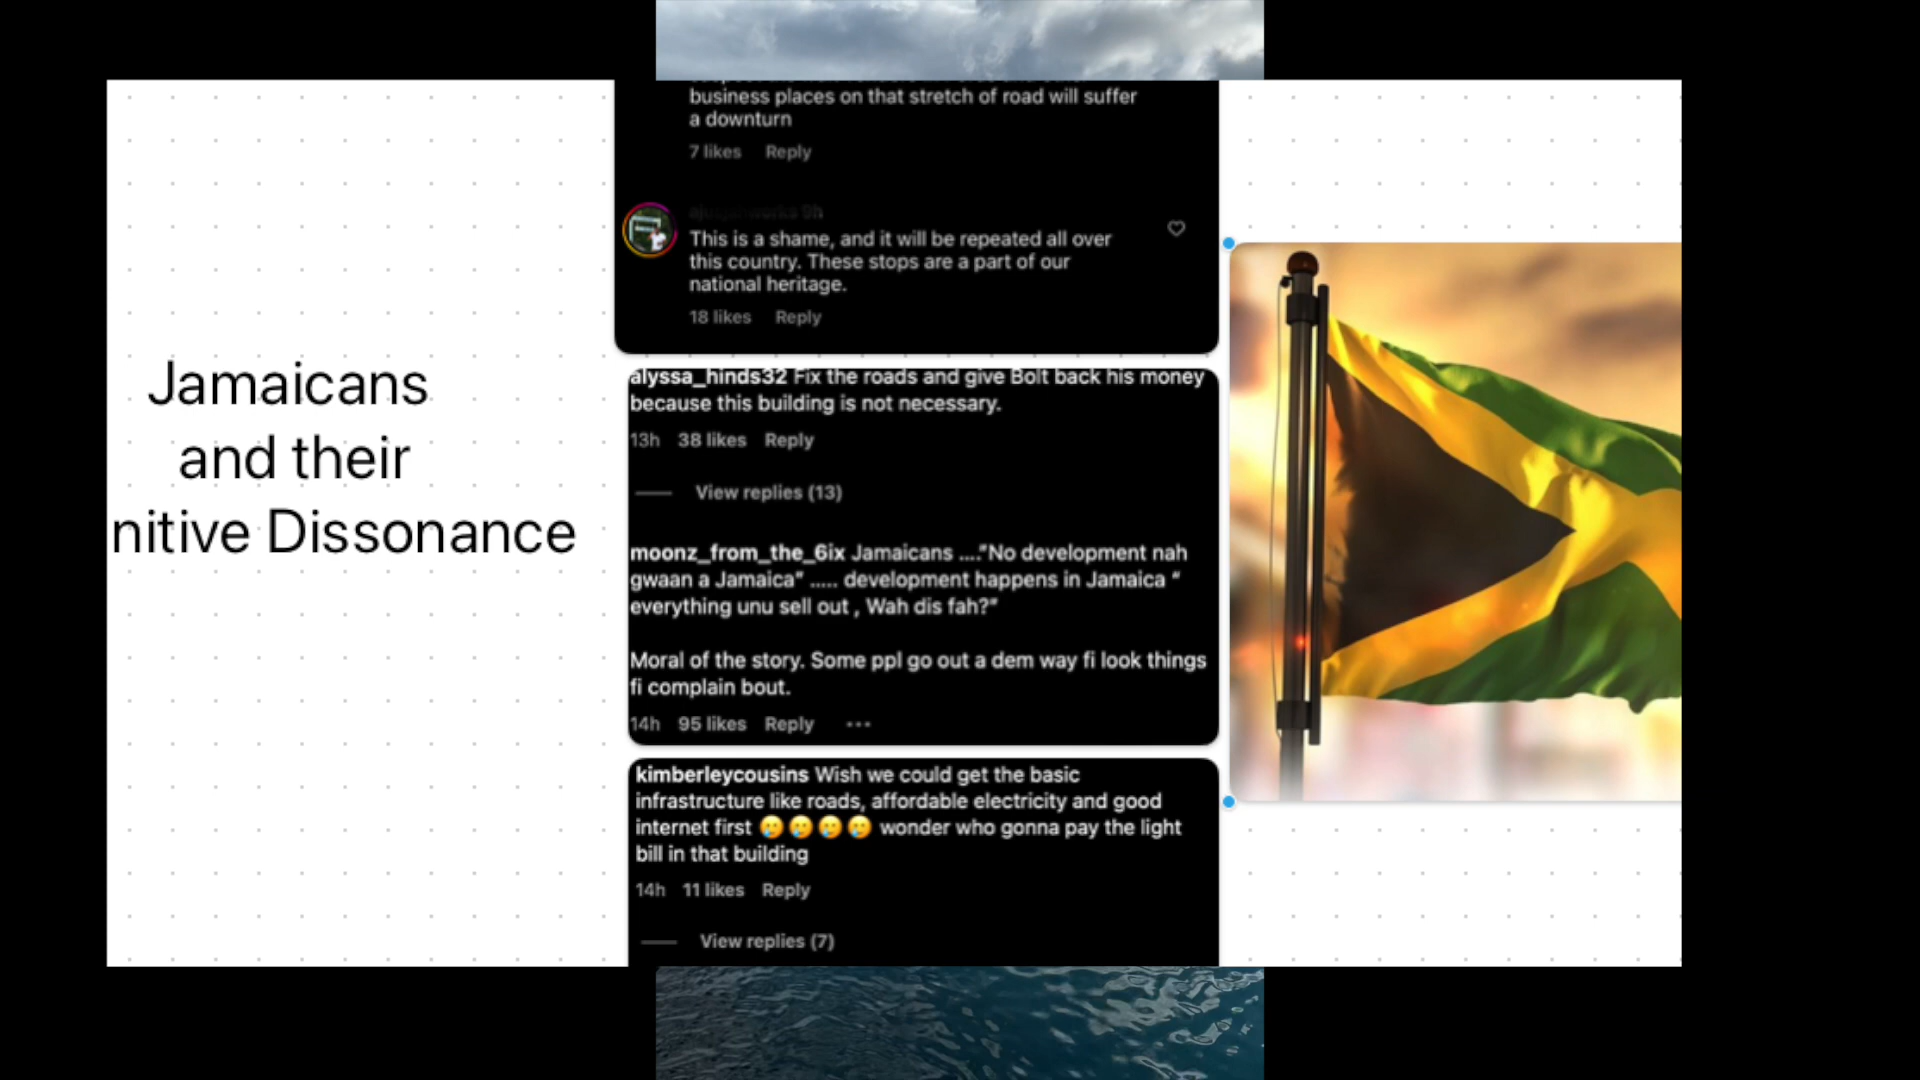 Jamaicans
and their
nitive Dissonance
business places on that stretch of road will suffer
a downturn
7 likes Reply
9h
This is a shame, and it will be repeated all over
this country. These stops are a part of our
national heritage.
18 likes Reply
alyssa_hinds32 Fix the roads and give Bolt back his money
because this building is not necessary.
13h 38 likes Reply
View replies (13)
moonz_from_the_6ix Jamaicans ...."No development nah
gwaan a Jamaica" ..... development happens in Jamaica "
everything unu sell out , Wah dis fah?"
Moral of the story. Some ppl go out a dem way fi look things
fi complain bout.
14h 95 likes Reply
kimberleycousins Wish we could get the basic
infrastructure like roads, affordable electricity and good
internet first 🥲🥲🥲🥲 wonder who gonna pay the light
bill in that building
14h 11 likes Reply
View replies (7)